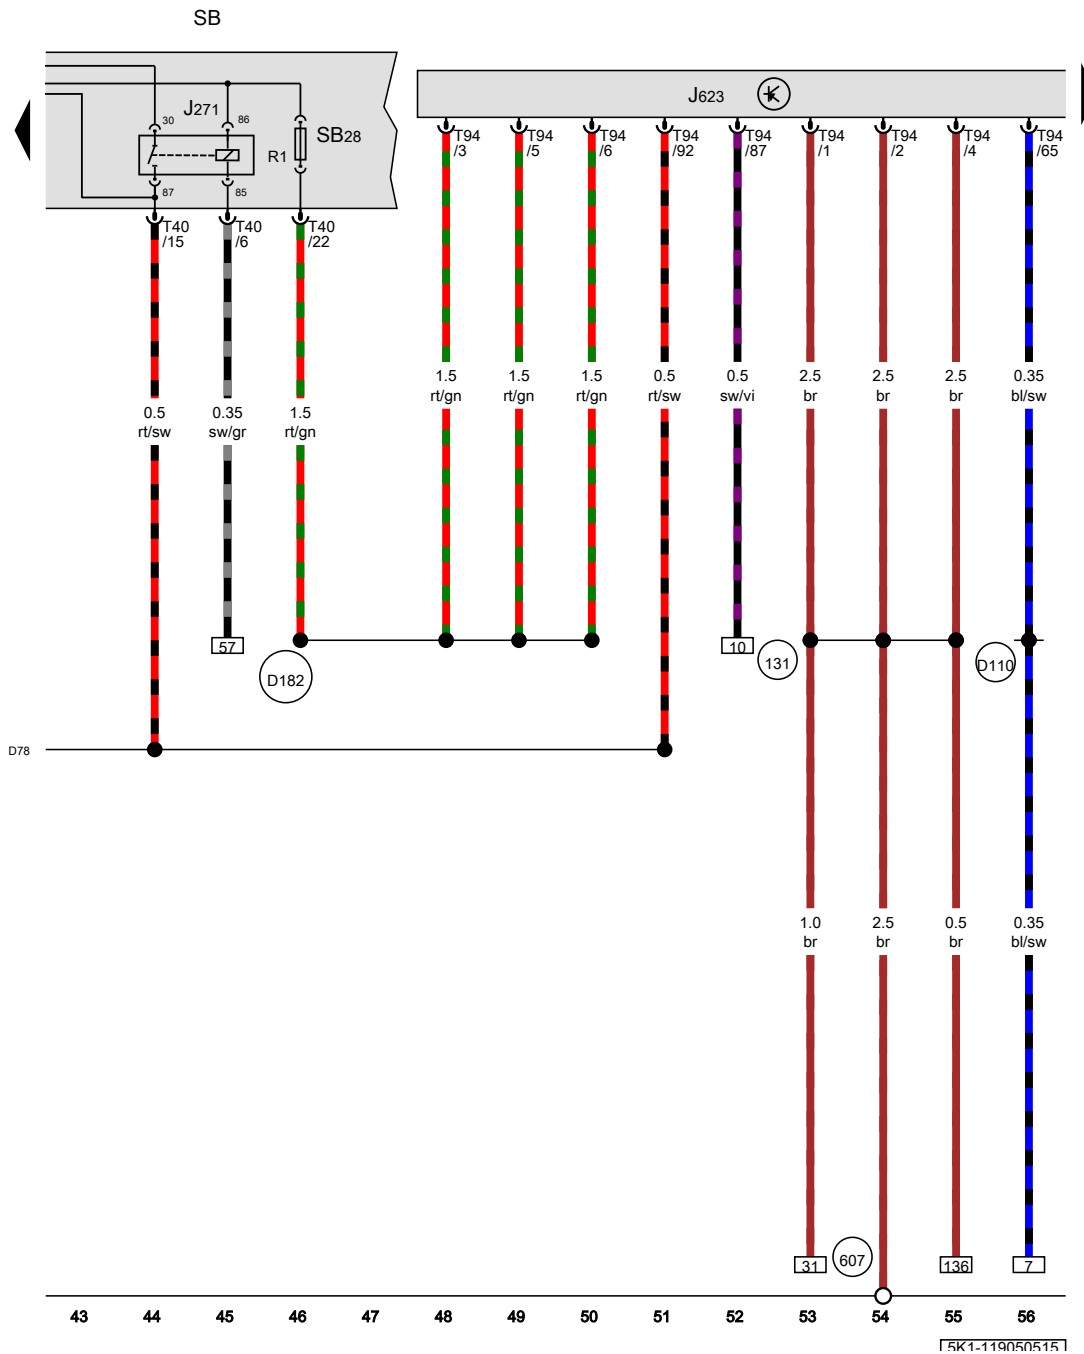 SB
J271
30
86
87
85
R1
SB28
T40
/15
T40
/6
T40
/22
J623
T94
/3
T94
/5
T94
/6
T94
/92
T94
/87
T94
/1
T94
/2
T94
/4
T94
/65
0.5
rt/sw
0.35
sw/gr
1.5
rt/gn
1.5
rt/gn
1.5
rt/gn
1.5
rt/gn
0.5
rt/sw
0.5
sw/vi
2.5
br
2.5
br
2.5
br
0.35
bl/sw
57
D182
10
131
D110
D78
1.0
br
2.5
br
0.5
br
0.35
bl/sw
31
607
136
7
43 44 45 46 47 48 49 50 51 52 53 54 55 56
5K1-119050515